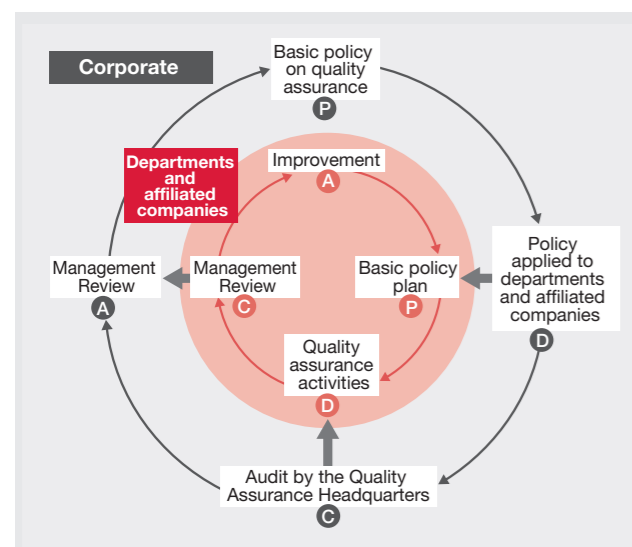 Corporate
Basic policy
on quality
assurance
P
Departments
and
affiliated
companies
Improvement
A
Management
Review
A
Management
Review
C
Basic policy
plan
P
Policy
applied to
departments
and affiliated
companies
D
Quality
assurance
activities
D
Audit by the Quality
Assurance Headquarters
C